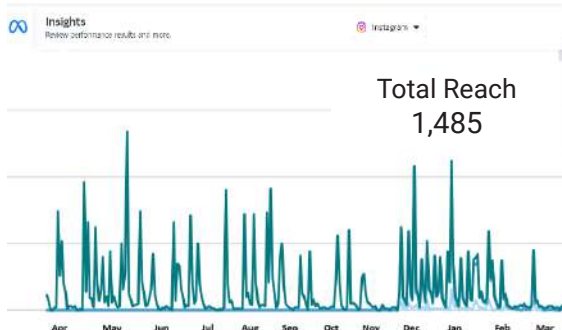 Insights
Review performance results and more.
Instagram
Total Reach
1,485
Apr May Jun Jul Aug Sep Oct Nov Dec Jan Feb Mar